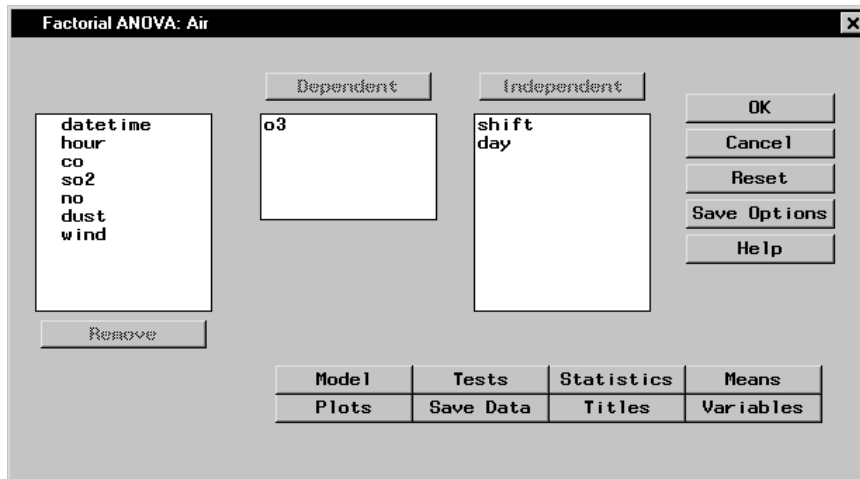 Factorial ANOVA: Air
x
Dependent
Independent
datetime
hour
co
so2
no
dust
wind
Remove
o3
shift
day
OK
Cancel
Reset
Save Options
Help
Model Tests Statistics Means
Plots Save Data Titles Variables